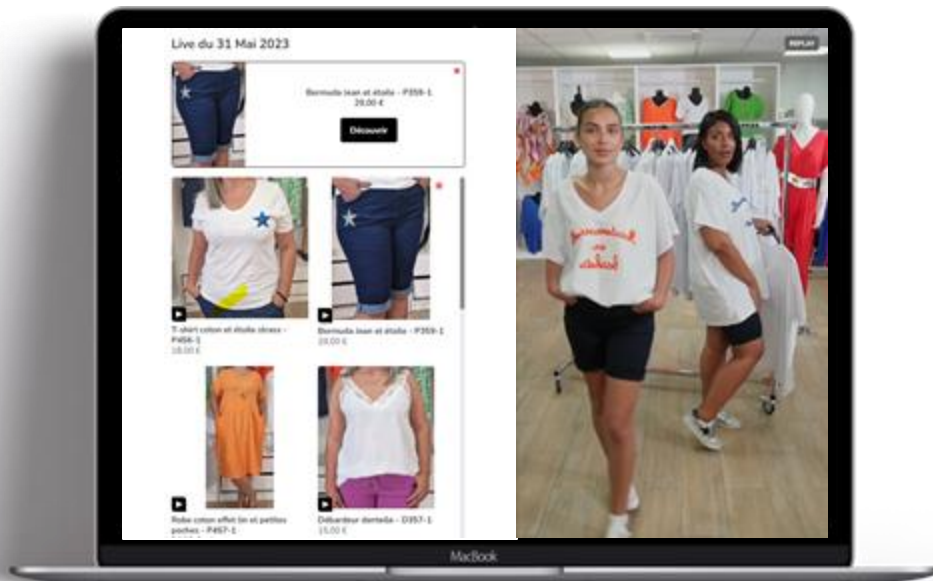 Live du 31 Mai 2023
REPLAY
Bermuda Jean et étoile - P359-1
29,00 €
Découvrir
T-shirt coton et étoile strass -
P456-1
18,00 €
Bermuda Jean et étoile - P359-1
29,00 €
Robe coton effet lin et petites
poches - P457-1
Débardeur dentelle - D357-1
15,00 €
MacBook